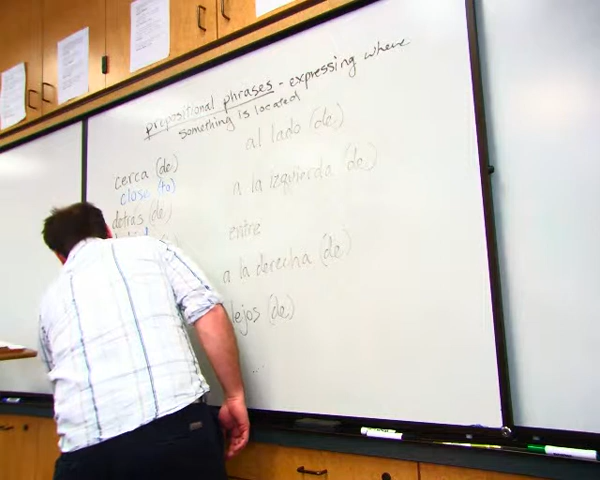 prepositional phrases - expressing where
something is located
cerca (de)
close (to)
detrás (de)
al lado (de)
a la izquierda (de)
entre
a la derecha (de)
lejos (de)